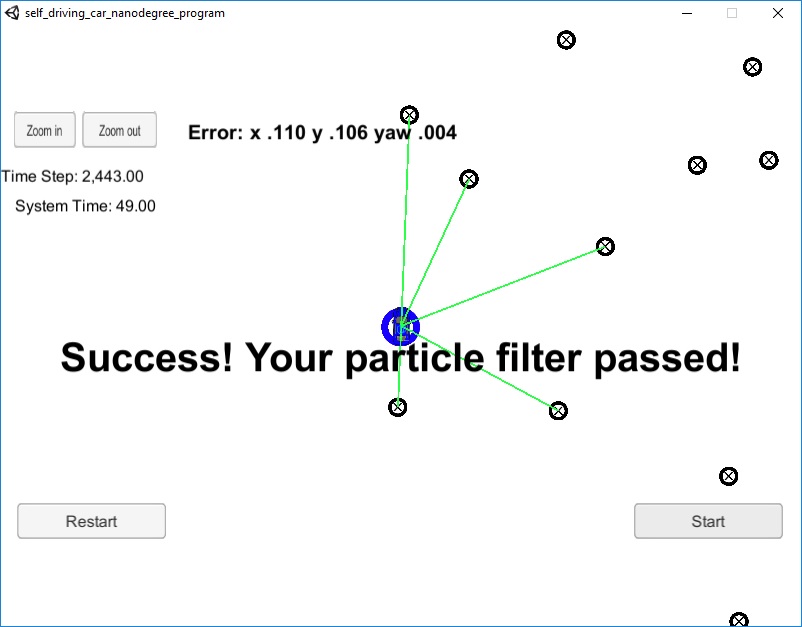 self_driving_car_nanodegree_program
Zoom in
Zoom out
Error: x .110 y .106 yaw .004
Time Step: 2,443.00
System Time: 49.00
Success! Your particle filter passed!
Restart
Start